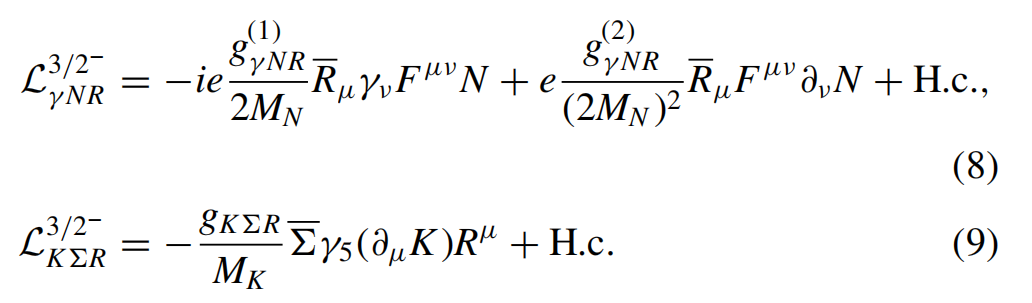 $\mathcal{L}_{\gamma NR}^{3/2^-} = -ie\frac{g_{\gamma NR}^{(1)}}{2M_N}\overline{R}_\mu\gamma_\nu F^{\mu\nu}N + e\frac{g_{\gamma NR}^{(2)}}{(2M_N)^2}\overline{R}_\mu F^{\mu\nu}\partial_\nu N + \text{H.c.},$
(8)
$\mathcal{L}_{K\Sigma R}^{3/2^-} = -\frac{g_{K\Sigma R}}{M_K}\overline{\Sigma}\gamma_5(\partial_\mu K)R^\mu + \text{H.c.}$ (9)